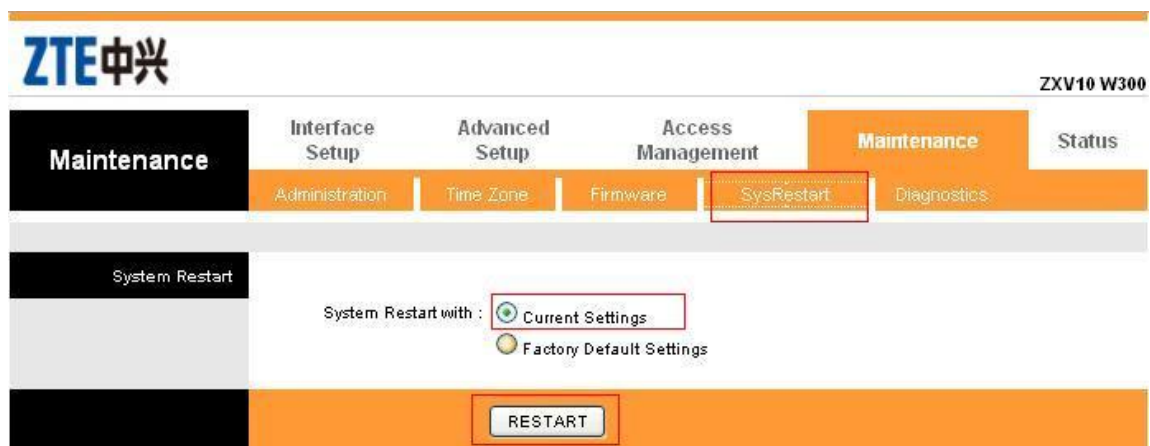 ZTE中兴
ZXV10 W300
Maintenance
Interface Setup
Advanced Setup
Access Management
Maintenance
Status
Administration
Time Zone
Firmware
SysRestart
Diagnostics
System Restart
System Restart with :
Current Settings
Factory Default Settings
RESTART